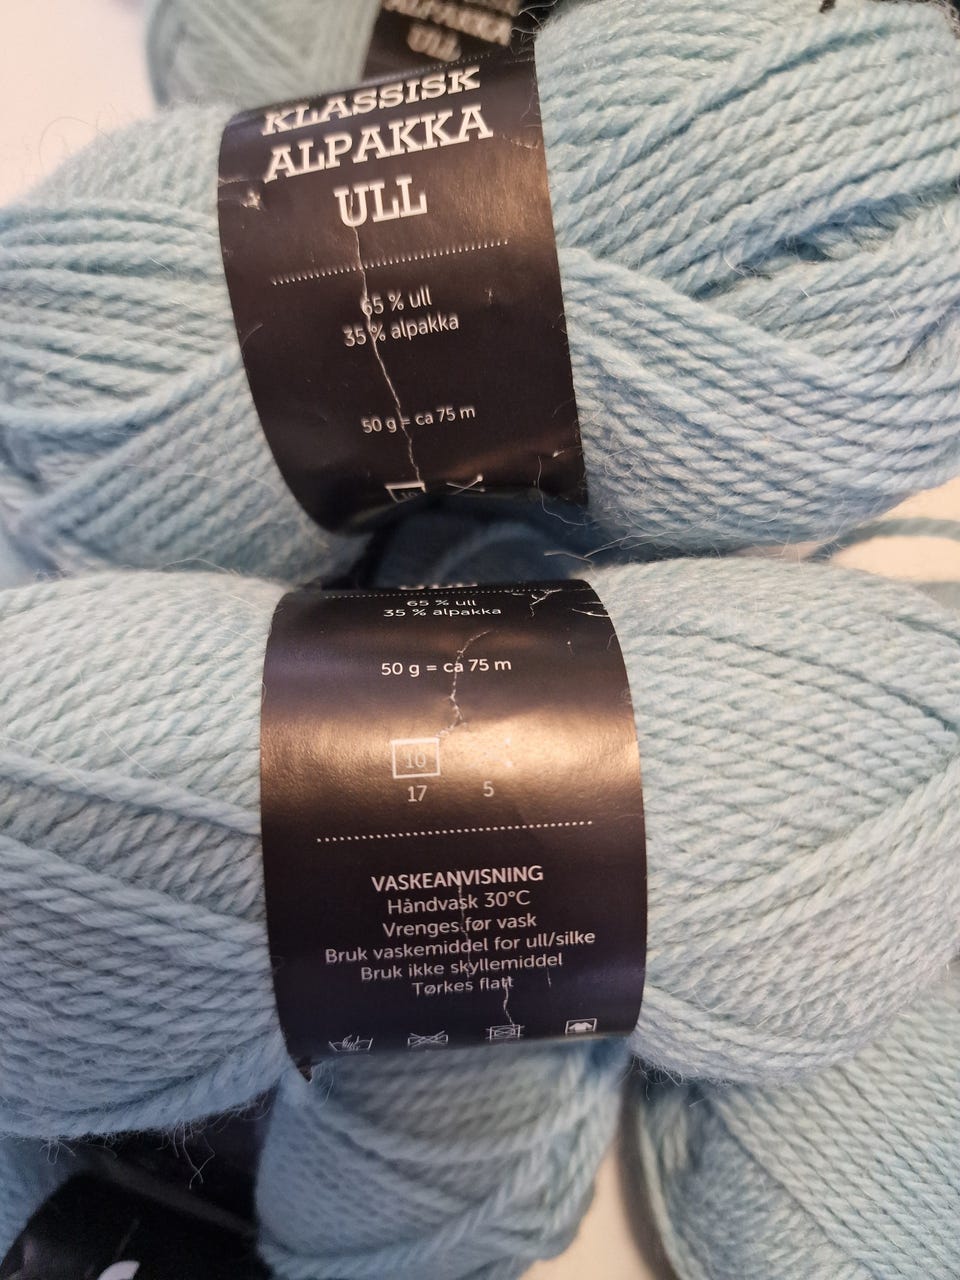 ALPAKKA
ULL
KLASSISK
ALPAKKA
ULL
65 % ull
35 % alpakka
50 g = ca 75 m
10
65 % ull
35 % alpakka
50 g = ca 75 m
10
17 5
VASKEANVISNING
Håndvask 30°C
Vrenges før vask
Bruk vaskemiddel for ull/silke
Bruk ikke skyllemiddel
Tørkes flatt